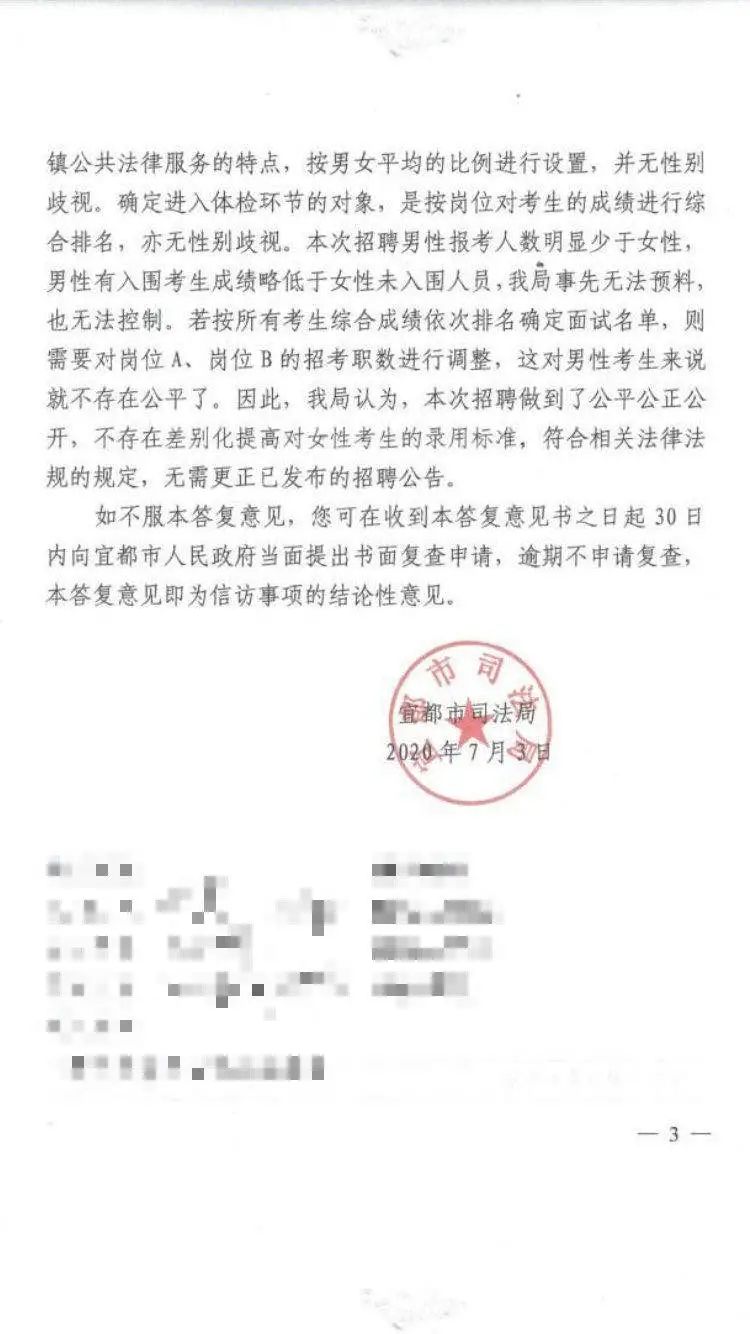 镇公共法律服务的特点，按男女平均的比例进行设置，并无性别
歧视。确定进入体检环节的对象，是按岗位对考生的成绩进行综
合排名，亦无性别歧视。本次招聘男性报考人数明显少于女性，
男性有入围考生成绩略低于女性未入围人员，我局事先无法预料，
也无法控制。若按所有考生综合成绩依次排名确定面试名单，则
需要对岗位 A、岗位 B 的招考职数进行调整，这对男性考生来说
就不存在公平了。因此，我局认为，本次招聘做到了公平公正公
开，不存在差别化提高对女性考生的录用标准，符合相关法律法
规的规定，无需更正已发布的招聘公告。
如不服本答复意见，您可在收到本答复意见书之日起 30 日
内向宜都市人民政府当面提出书面复查申请，逾期不申请复查，
本答复意见即为信访事项的结论性意见。
宜都市司法局
宜都市司法局
2020 年 7 月 3 日
— 3 —